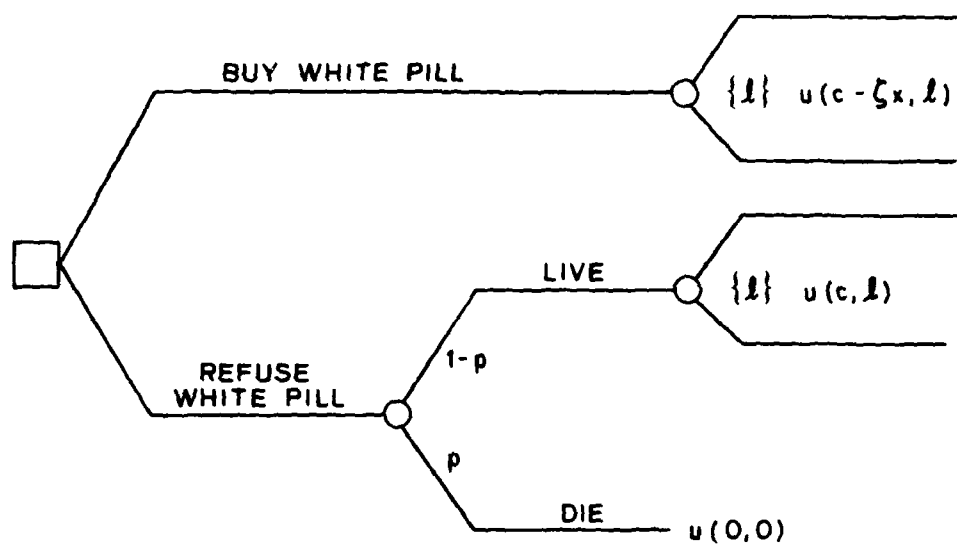 BUY WHITE PILL
{l} u(c - ζx, l)
LIVE
{l} u(c, l)
1-p
REFUSE
WHITE PILL
p
DIE
u(0,0)